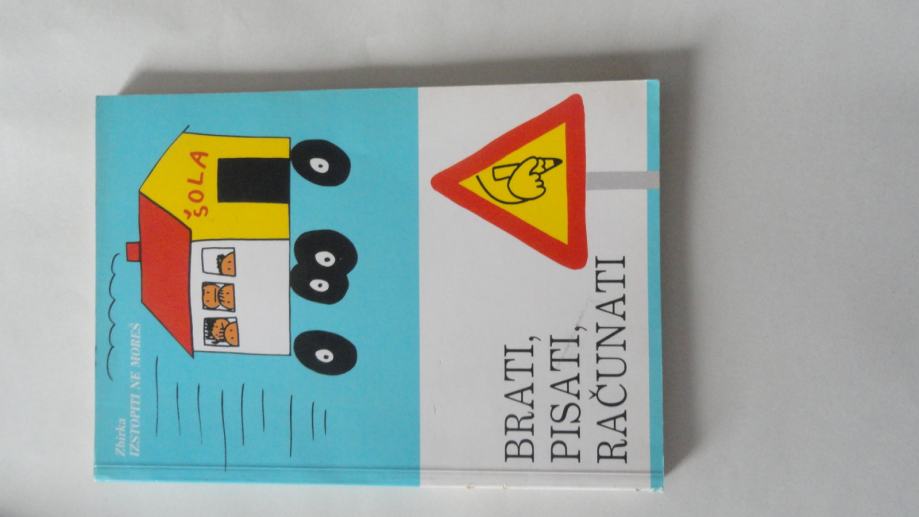 Zbirka
IZSTOPITI NE MOREŠ
ŠOLA
BRATI,
PISATI,
RAČUNATI